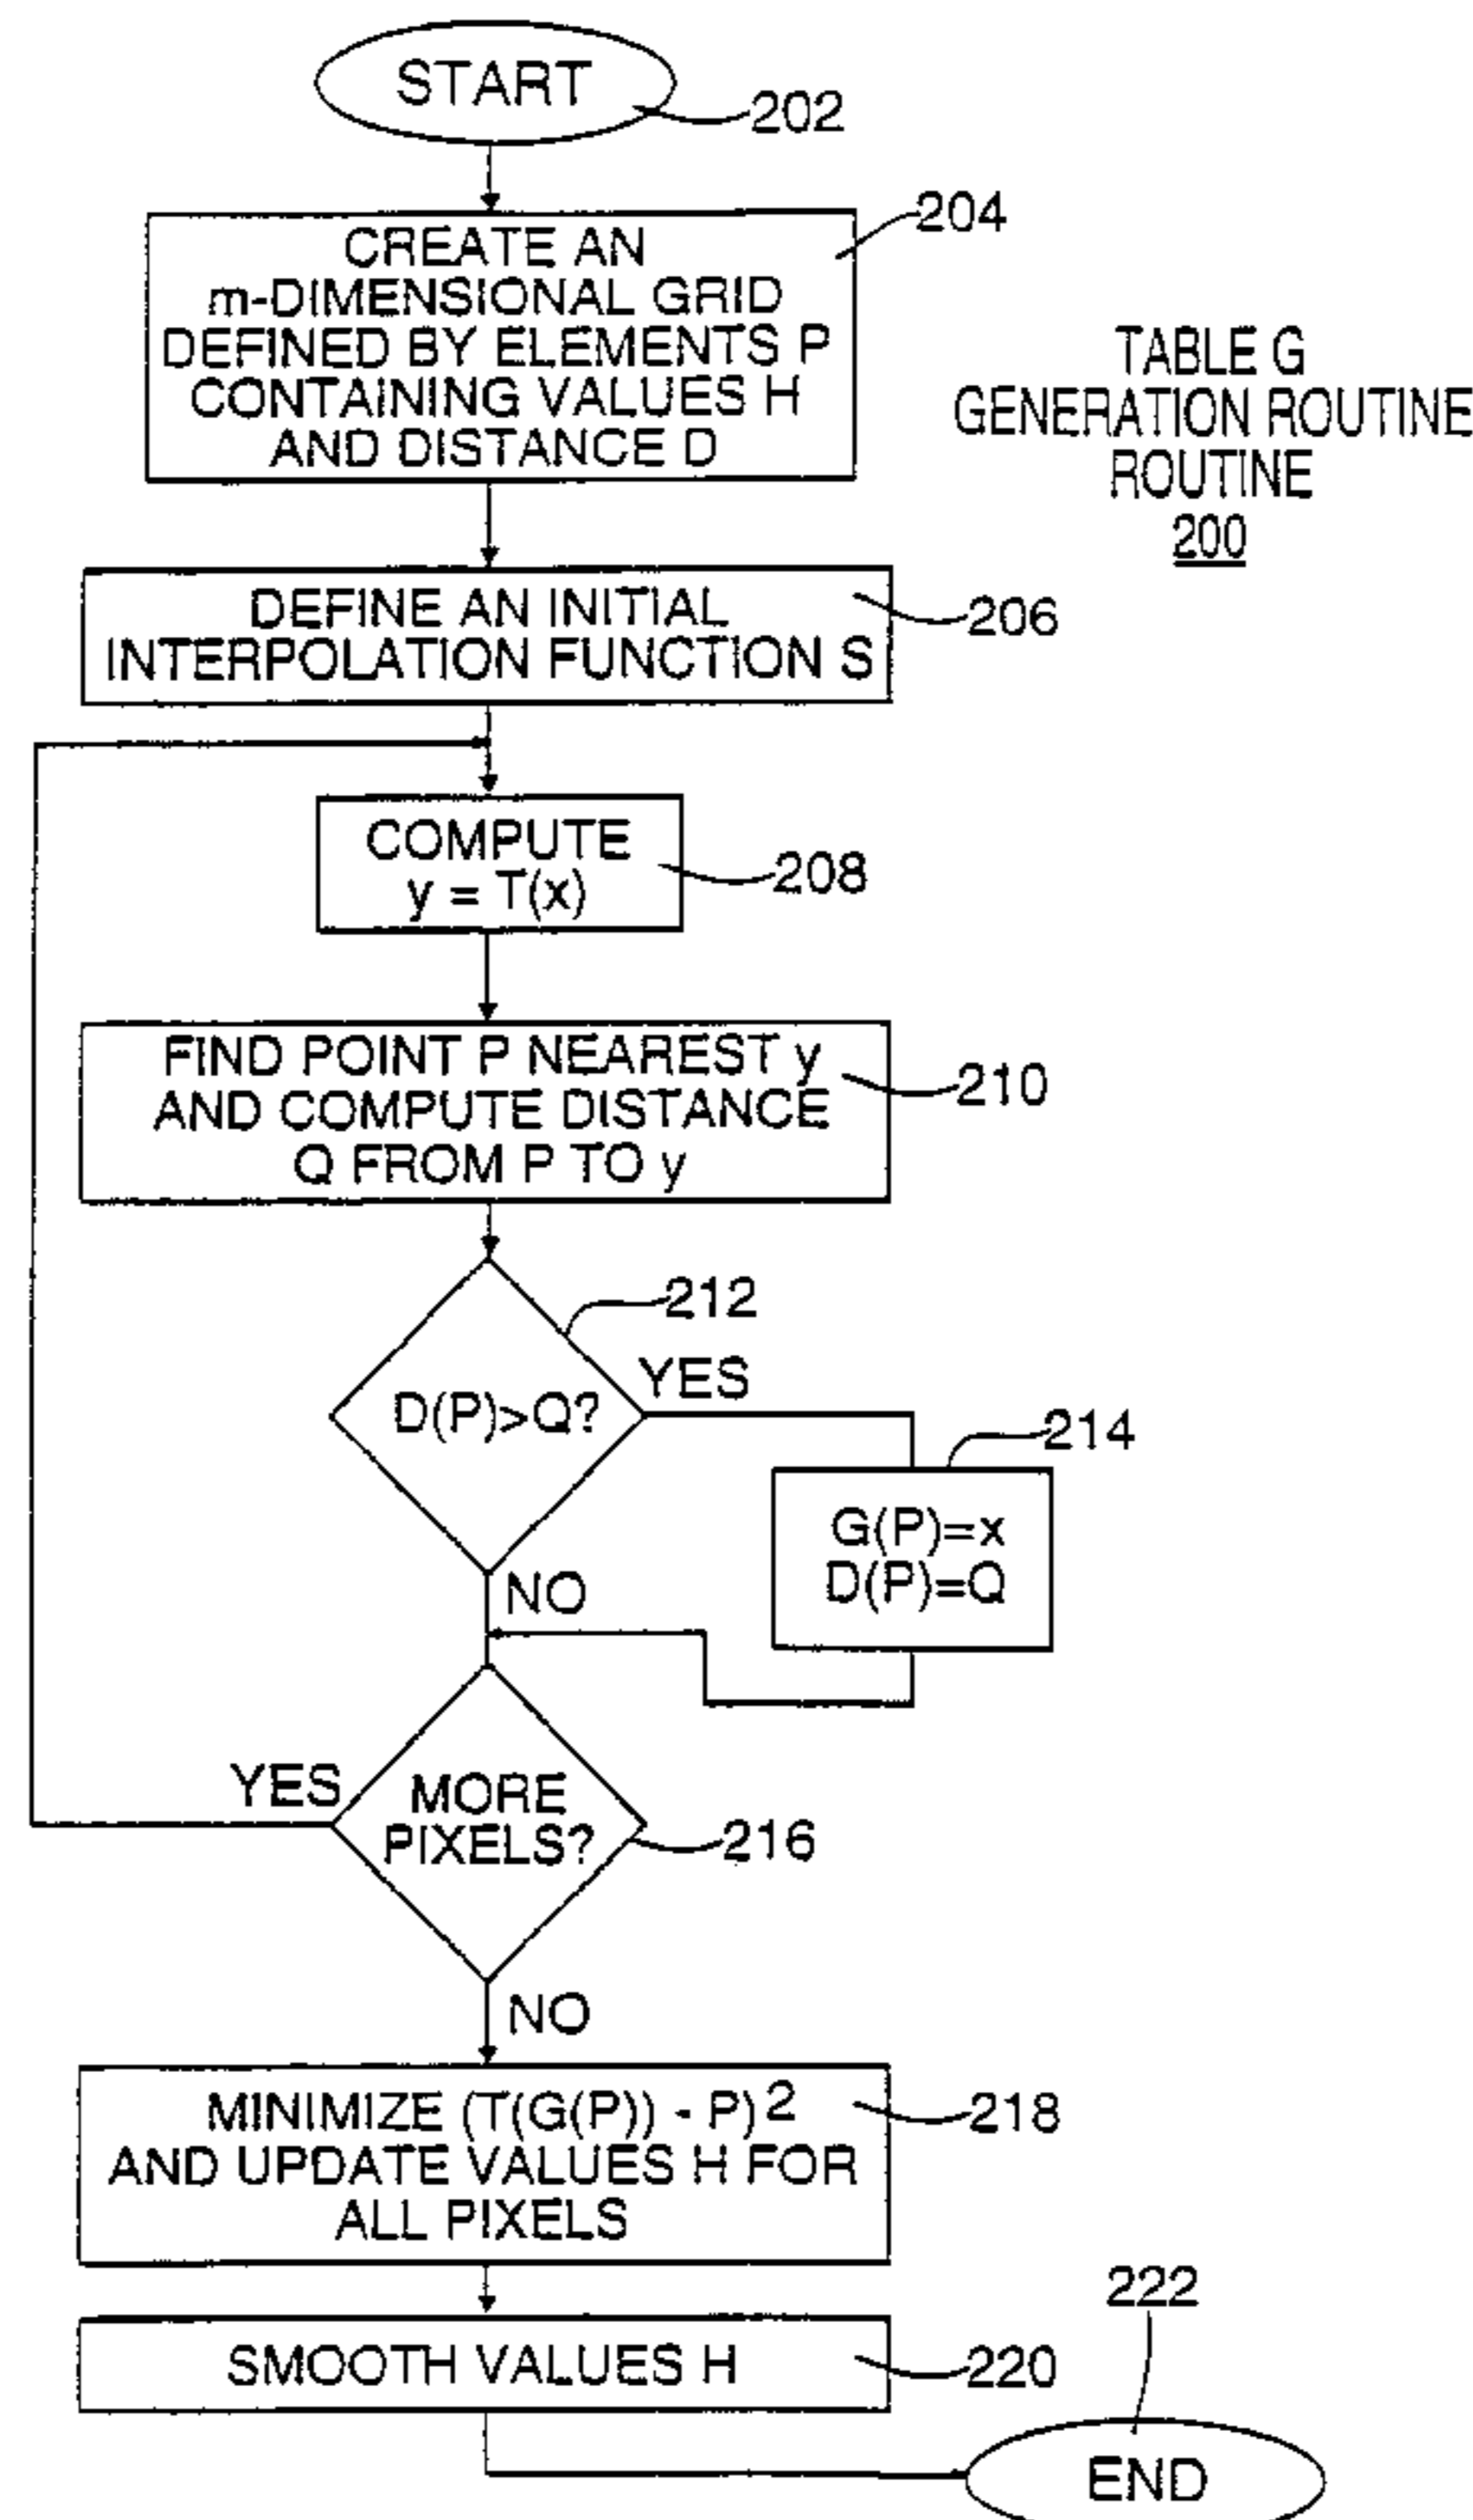 START
202
CREATE AN
m-DIMENSIONAL GRID
DEFINED BY ELEMENTS P
CONTAINING VALUES H
AND DISTANCE D
204
TABLE G
GENERATION ROUTINE
ROUTINE
200
DEFINE AN INITIAL
INTERPOLATION FUNCTION S
206
COMPUTE
y = T(x)
208
FIND POINT P NEAREST y
AND COMPUTE DISTANCE
Q FROM P TO y
210
212
D(P)>Q?
YES
214
G(P)=x
D(P)=Q
NO
YES
MORE
PIXELS?
216
NO
MINIMIZE (T(G(P)) - P)2
AND UPDATE VALUES H FOR
ALL PIXELS
218
SMOOTH VALUES H
220
222
END